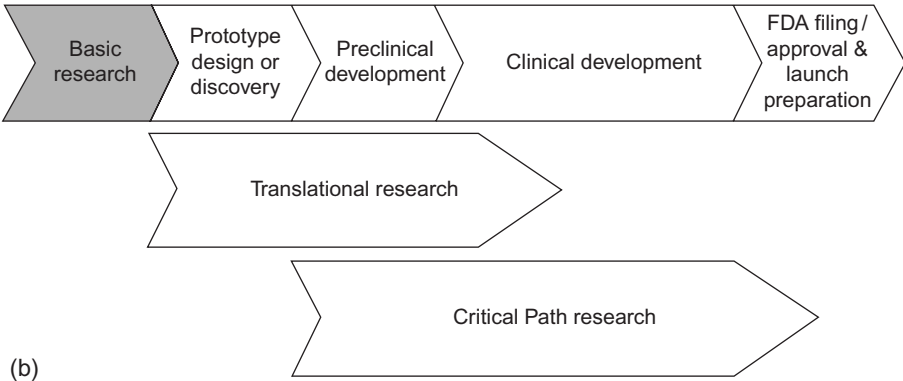 Basic
research
Prototype
design or
discovery
Preclinical
development
Clinical development
FDA filing/
approval &
launch
preparation
Translational research
Critical Path research
(b)